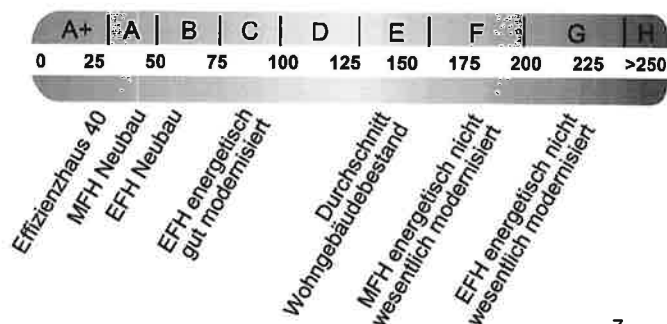 A+ A B C D E F G H
0 25 50 75 100 125 150 175 200 225 >250
Effizienzhaus 40
MFH Neubau
EFH Neubau
EFH energetisch
gut modernisiert
Durchschnitt
Wohngebäudebestand
MFH energetisch nicht
wesentlich modernisiert
EFH energetisch nicht
wesentlich modernisiert